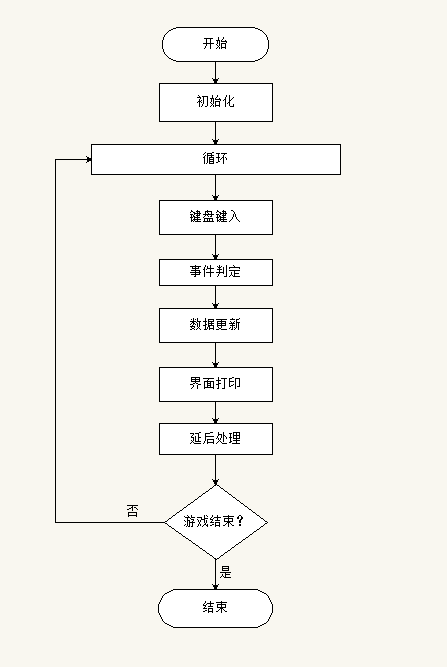 开始
初始化
循环
键盘键入
事件判定
数据更新
界面打印
延后处理
游戏结束？
否
是
结束